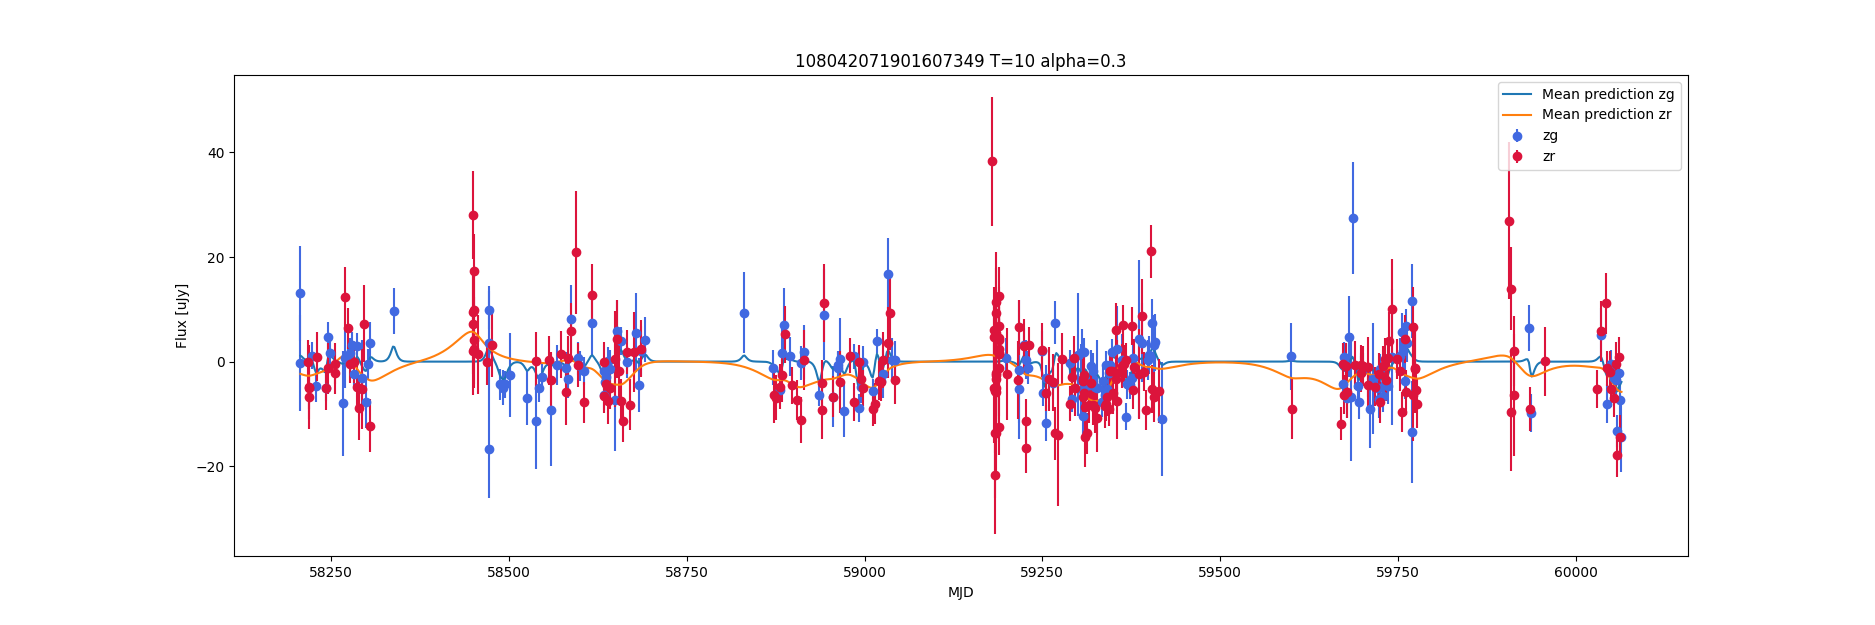 108042071901607349 T=10 alpha=0.3
Mean prediction zg
Mean prediction zr
zg
zr
Flux [uJy]
40
20
0
−20
58250
58500
58750
59000
59250
59500
59750
60000
MJD